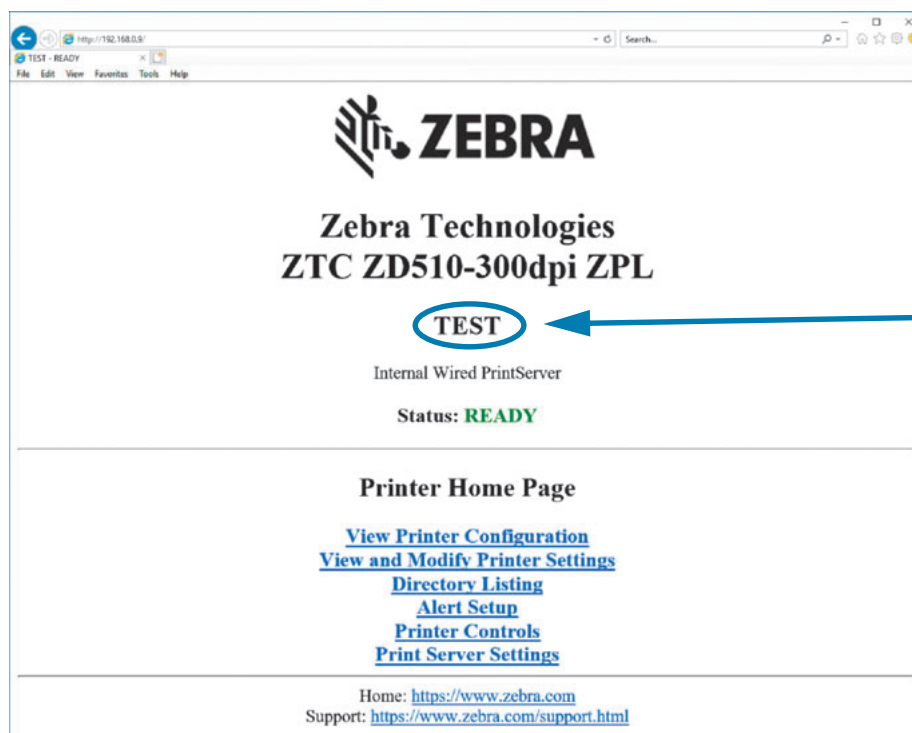 http://192.168.0.9/
Search...
TEST - READY
File Edit View Favorites Tools Help
ZEBRA
Zebra Technologies
ZTC ZD510-300dpi ZPL
TEST
Internal Wired PrintServer
Status: READY
Printer Home Page
View Printer Configuration
View and Modify Printer Settings
Directory Listing
Alert Setup
Printer Controls
Print Server Settings
Home: https://www.zebra.com
Support: https://www.zebra.com/support.html